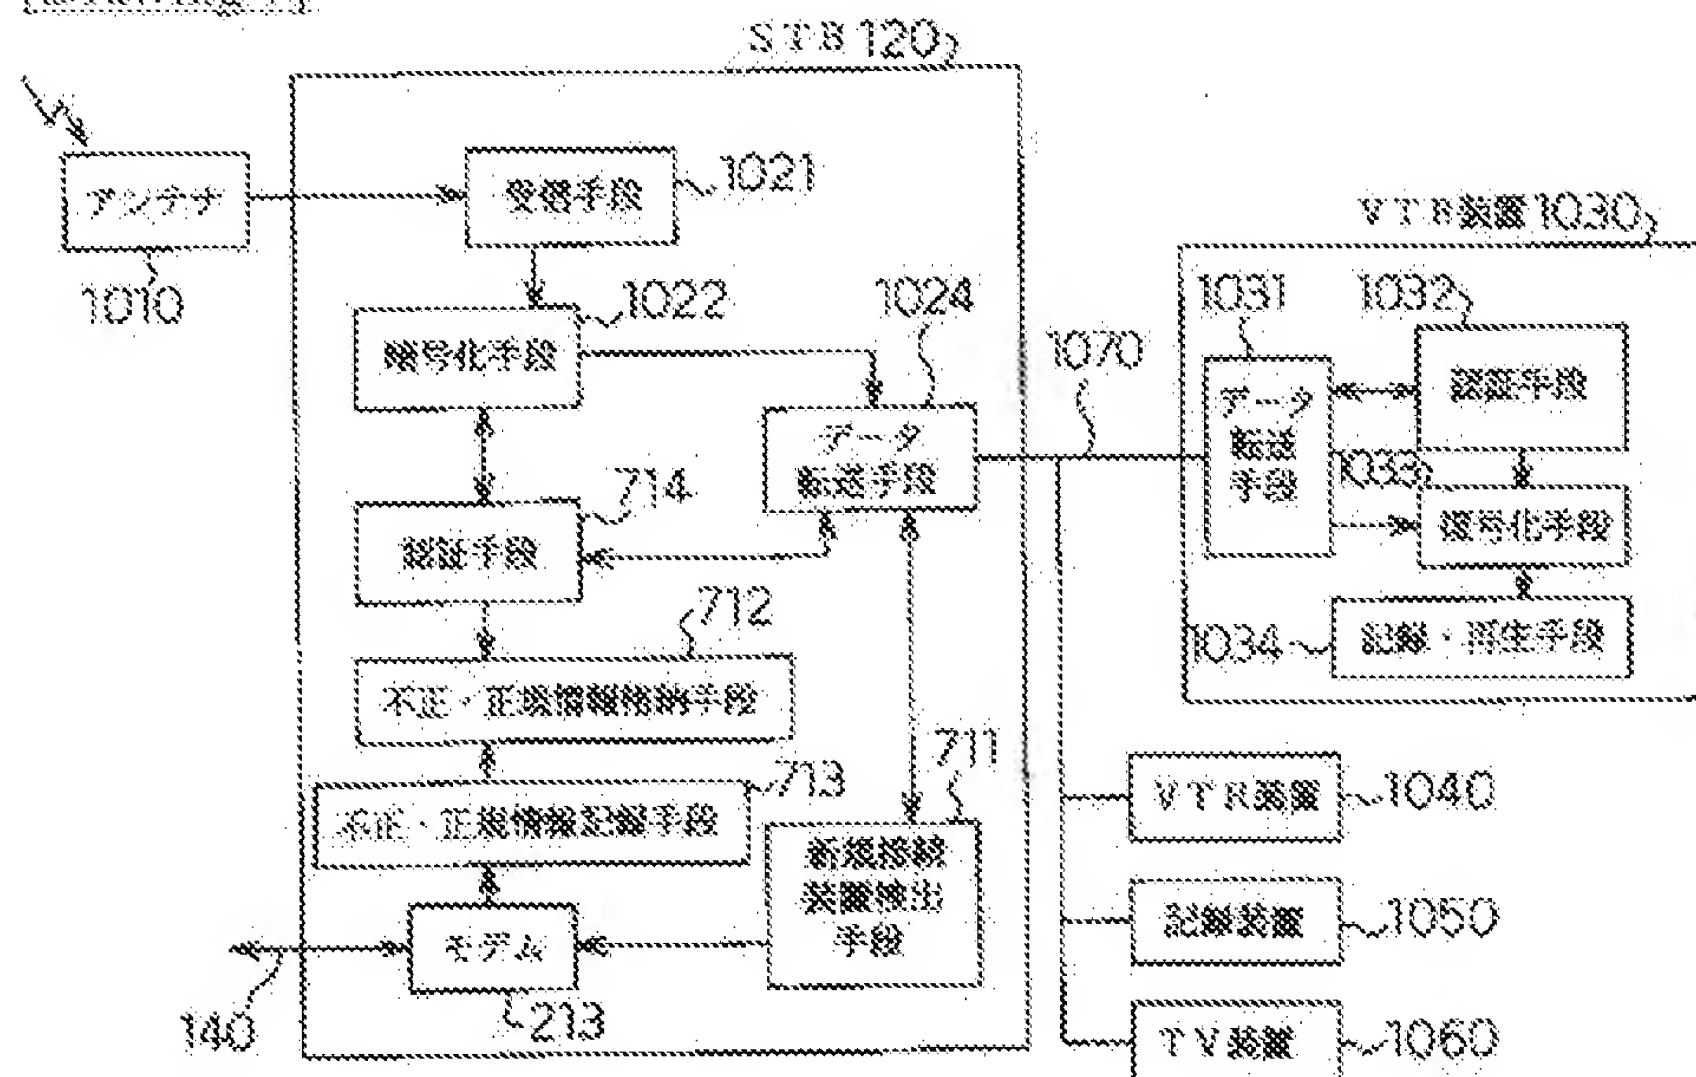 STB 120
アンテナ
1010
受信手段
1021
暗号化手段
1022
1024
データ
転送手段
認証手段
714
712
不正・正規情報格納手段
713
不正・正規情報記録手段
711
新規接続
装置検出
手段
モデム
213
140
1070
VTR装置 1030
1031
データ
転送
手段
1032
認証手段
1033
復号化手段
1034
記録・再生手段
VTR装置
1040
記録装置
1050
TV装置
1060